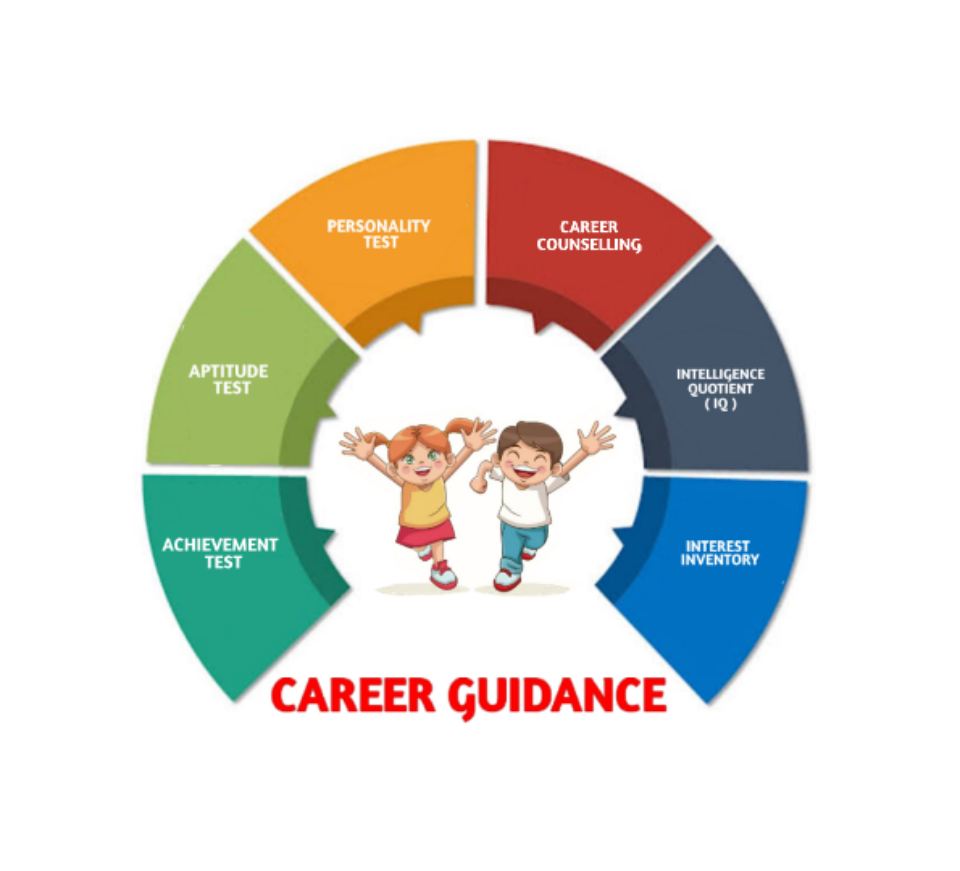 PERSONALITY
TEST
CAREER
COUNSELLING
APTITUDE
TEST
INTELLIGENCE
QUOTIENT
( IQ )
ACHIEVEMENT
TEST
INTEREST
INVENTORY
CAREER GUIDANCE